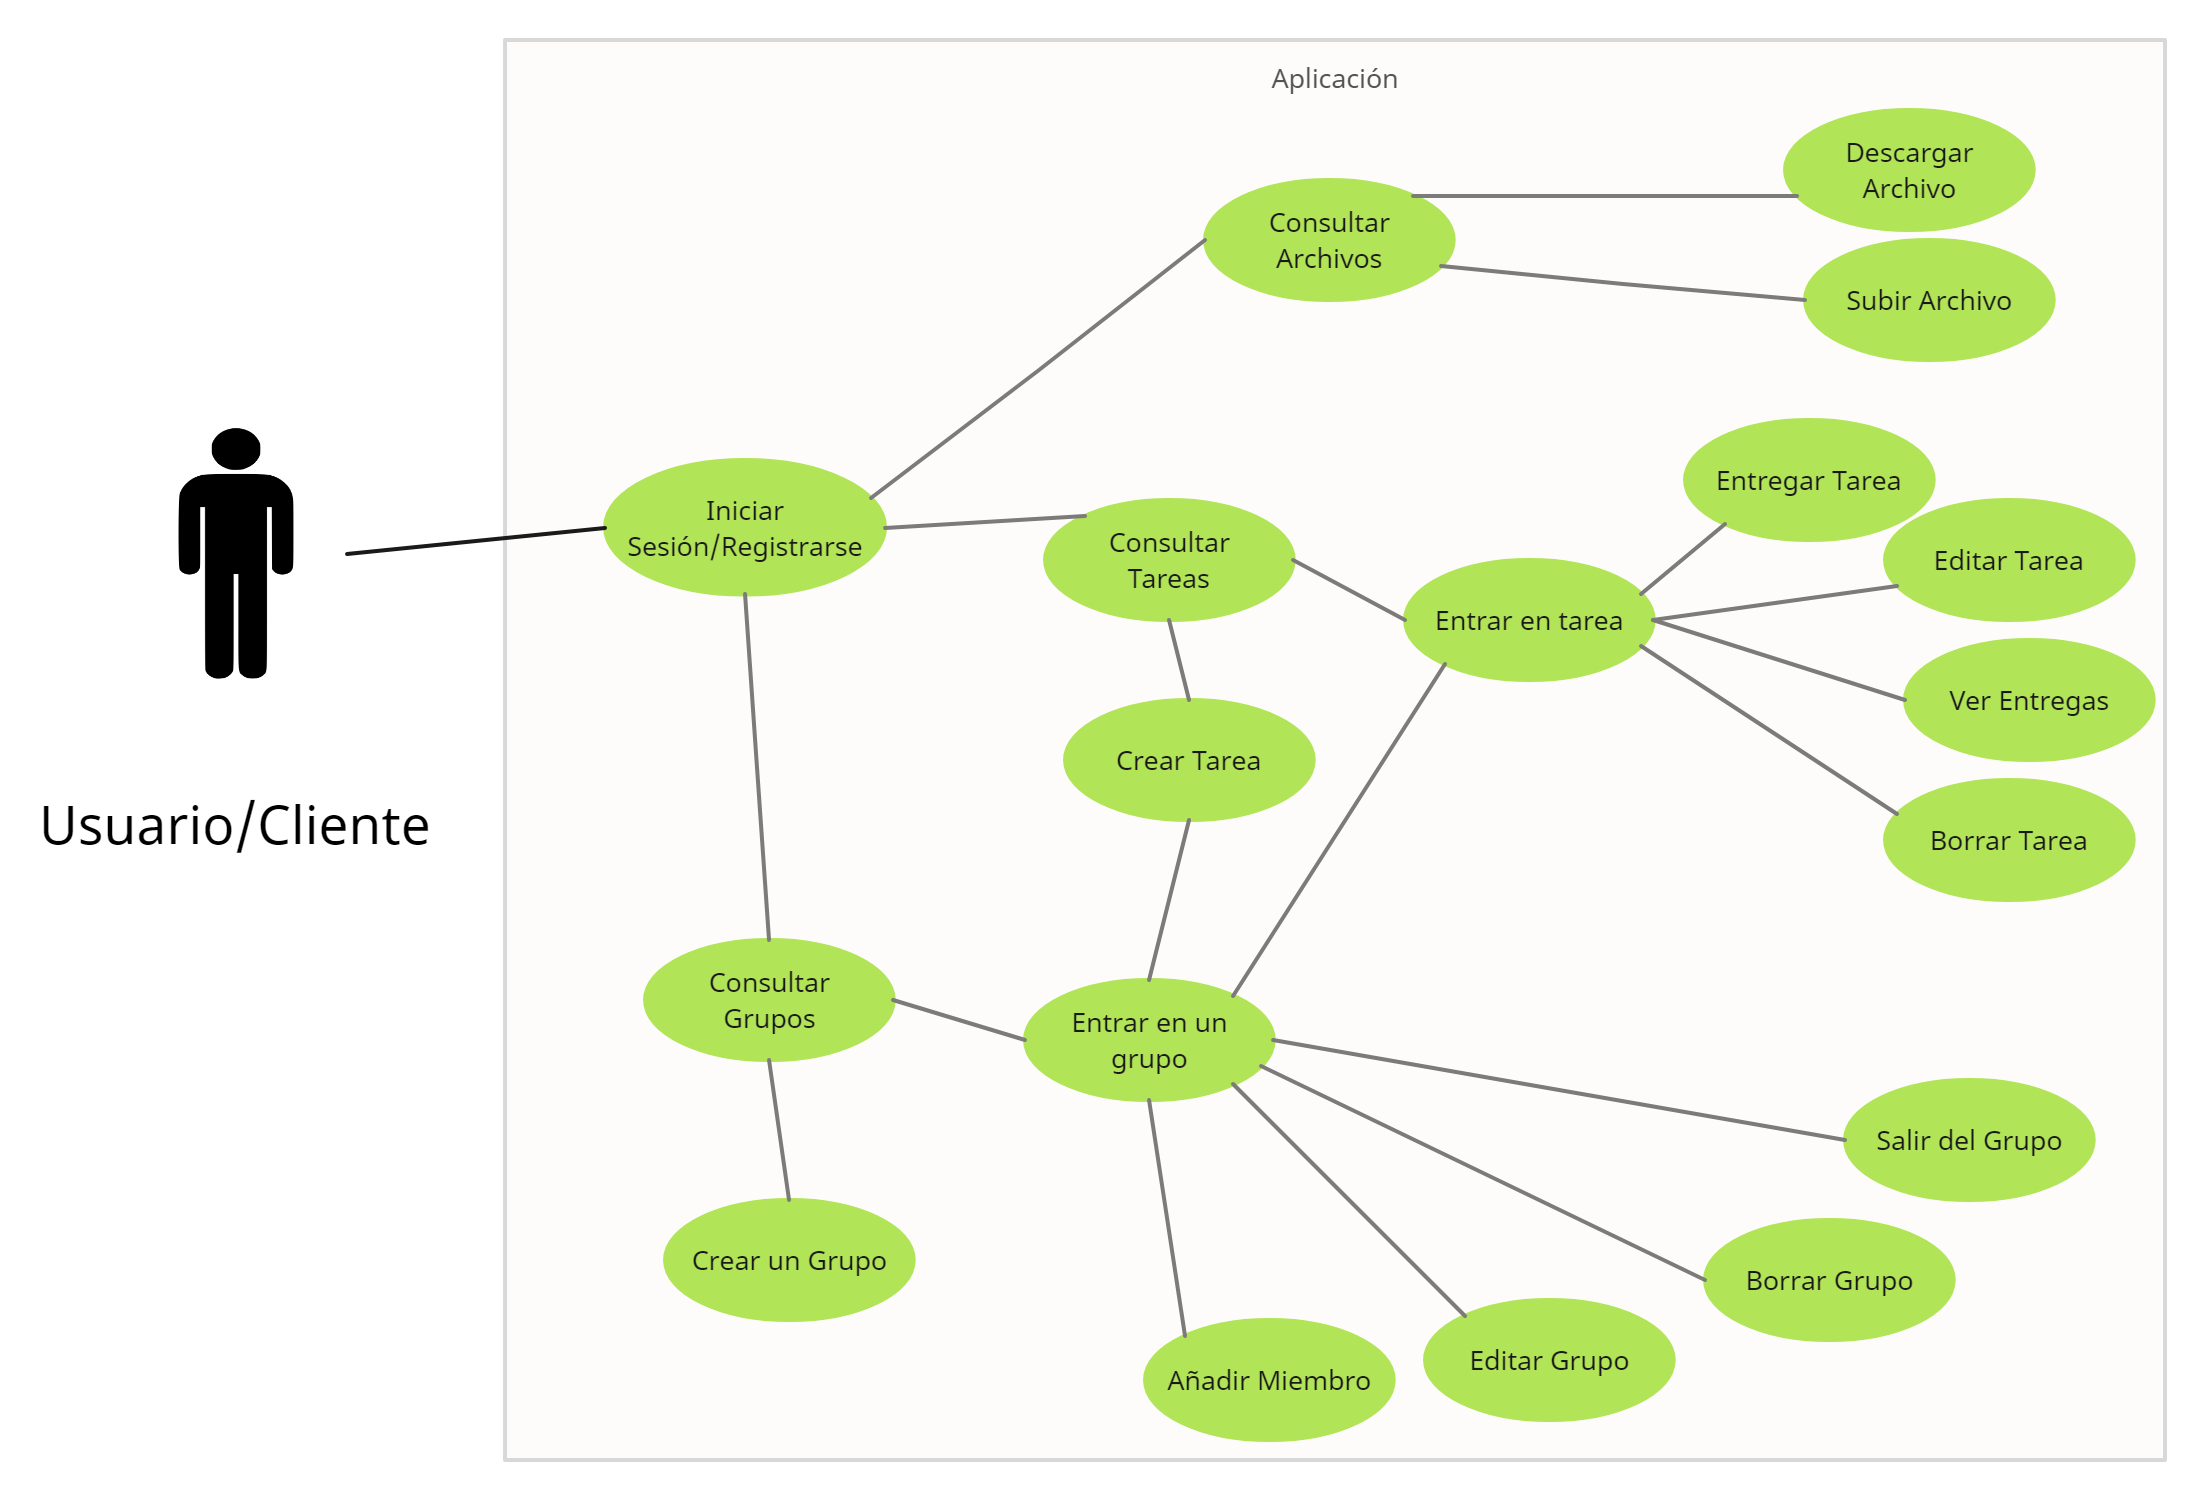 Aplicación
Descargar
Archivo
Consultar
Archivos
Subir Archivo
Entregar Tarea
Iniciar
Sesión/Registrarse
Consultar
Tareas
Editar Tarea
Entrar en tarea
Ver Entregas
Crear Tarea
Usuario/Cliente
Borrar Tarea
Consultar
Grupos
Entrar en un
grupo
Salir del Grupo
Crear un Grupo
Borrar Grupo
Editar Grupo
Añadir Miembro